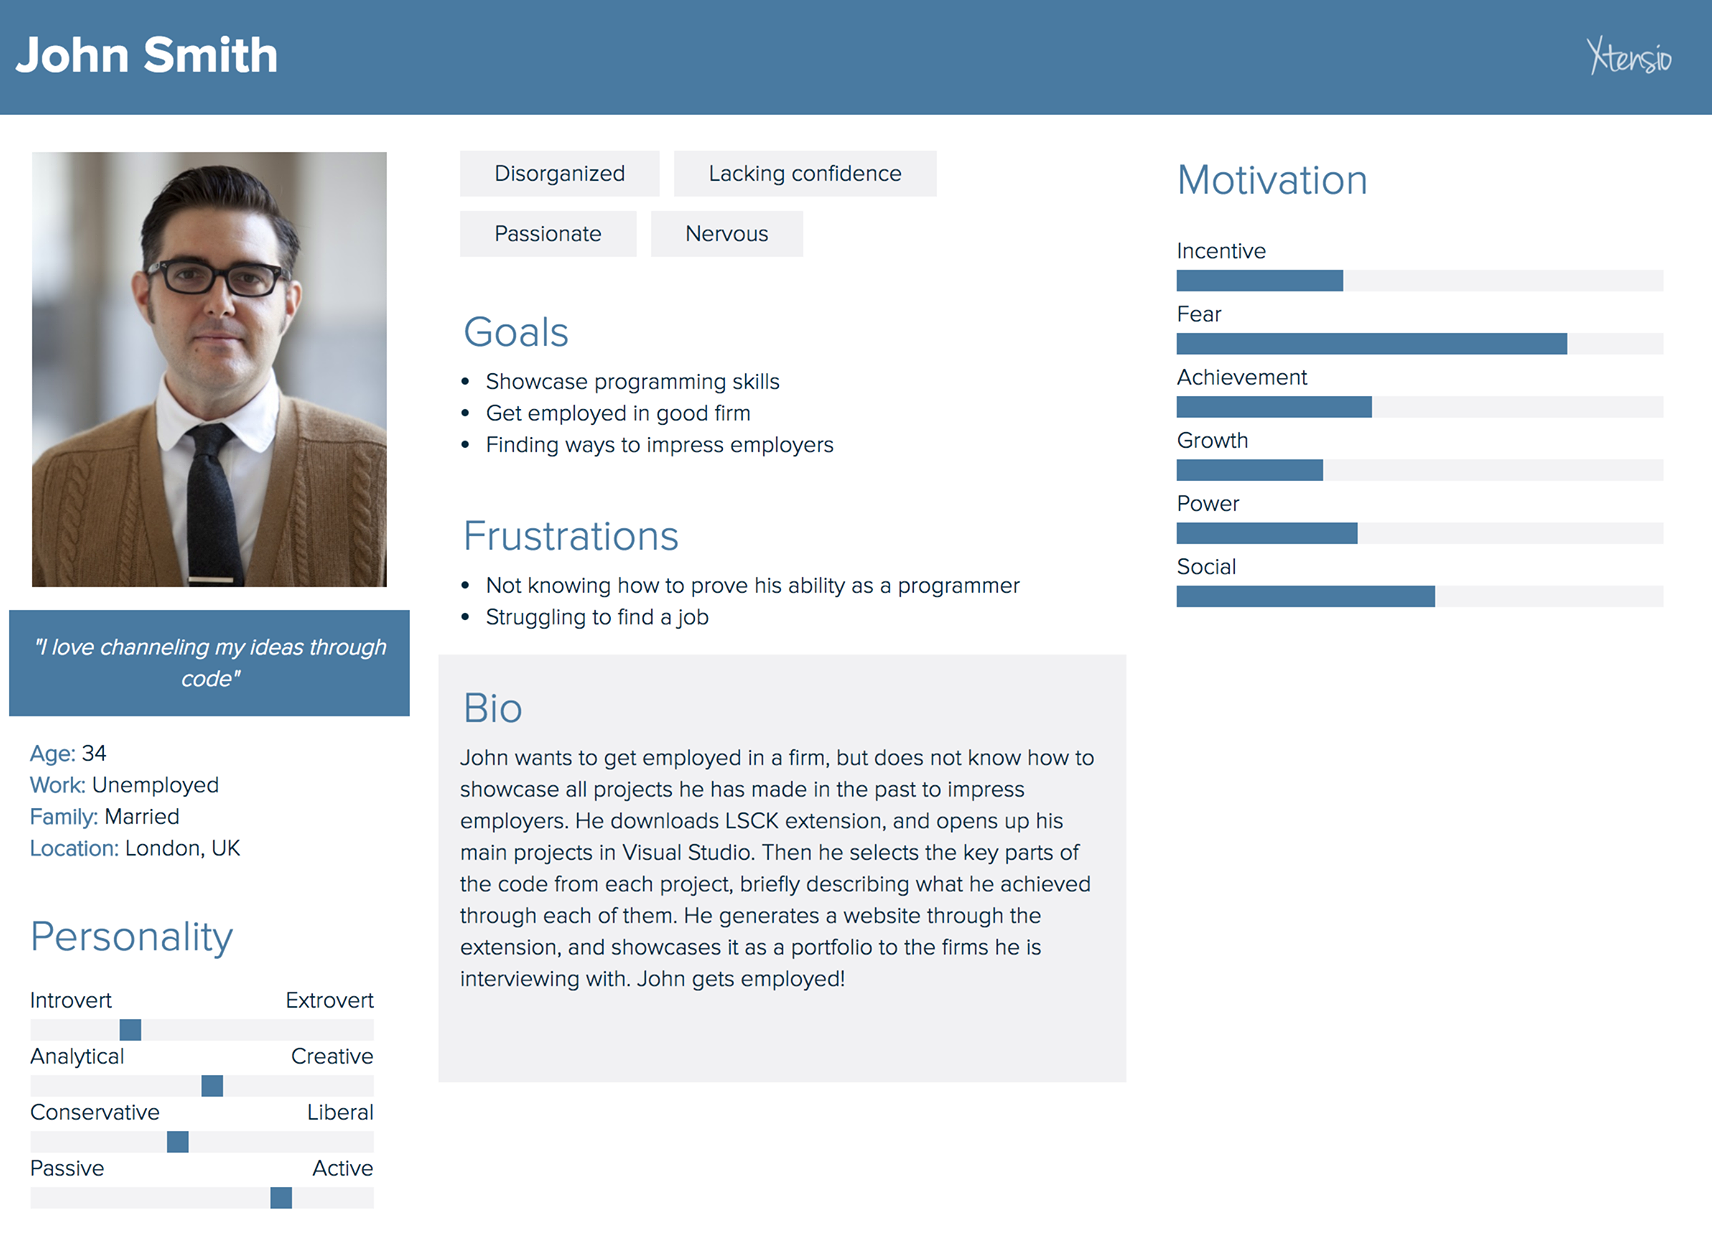 John Smith
Xtensio
"I love channeling my ideas through
code"
Age: 34
Work: Unemployed
Family: Married
Location: London, UK
Personality
Introvert Extrovert
Analytical Creative
Conservative Liberal
Passive Active
Disorganized Lacking confidence
Passionate Nervous
Goals
• Showcase programming skills
• Get employed in good firm
• Finding ways to impress employers
Frustrations
• Not knowing how to prove his ability as a programmer
• Struggling to find a job
Bio
John wants to get employed in a firm, but does not know how to
showcase all projects he has made in the past to impress
employers. He downloads LSCK extension, and opens up his
main projects in Visual Studio. Then he selects the key parts of
the code from each project, briefly describing what he achieved
through each of them. He generates a website through the
extension, and showcases it as a portfolio to the firms he is
interviewing with. John gets employed!
Motivation
Incentive
Fear
Achievement
Growth
Power
Social